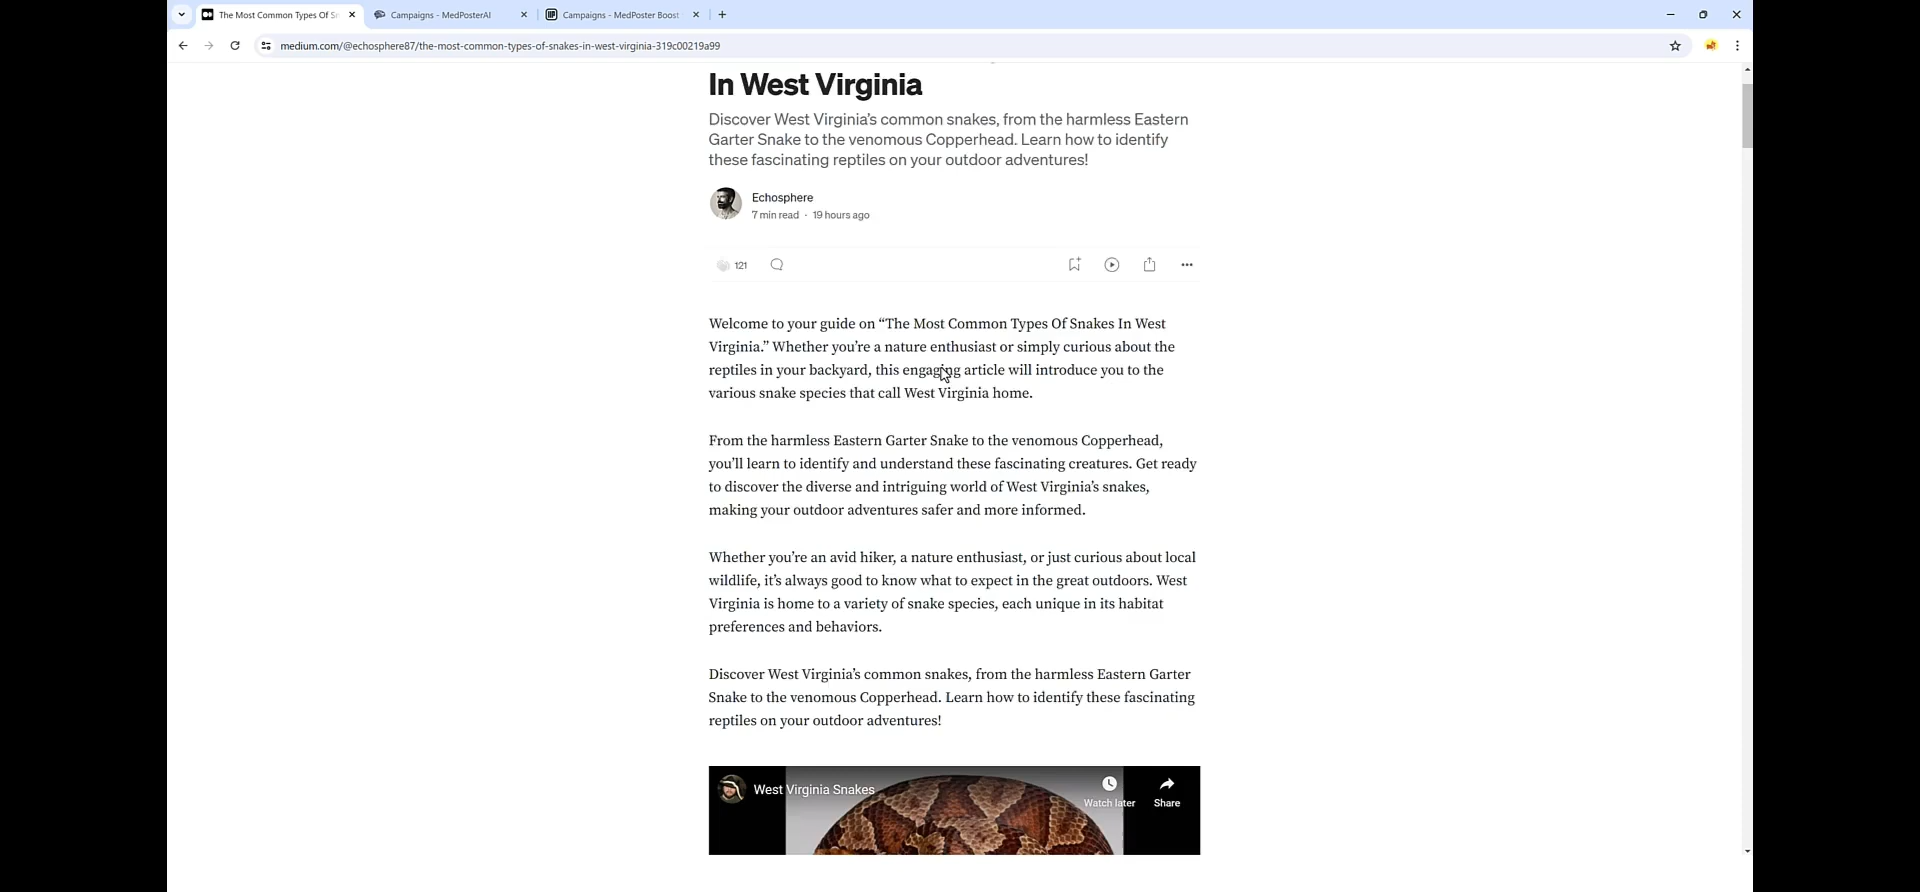 The Most Common Types Of S
Campaigns - MedPosterAI
Campaigns - MedPoster Boost
medium.com/@echosphere87/the-most-common-types-of-snakes-in-west-virginia-319c00219a99
In West Virginia
Discover West Virginia’s common snakes, from the harmless Eastern
Garter Snake to the venomous Copperhead. Learn how to identify
these fascinating reptiles on your outdoor adventures!
Echosphere
7 min read · 19 hours ago
121
Welcome to your guide on “The Most Common Types Of Snakes In West
Virginia.” Whether you’re a nature enthusiast or simply curious about the
reptiles in your backyard, this engaging article will introduce you to the
various snake species that call West Virginia home.
From the harmless Eastern Garter Snake to the venomous Copperhead,
you’ll learn to identify and understand these fascinating creatures. Get ready
to discover the diverse and intriguing world of West Virginia’s snakes,
making your outdoor adventures safer and more informed.
Whether you’re an avid hiker, a nature enthusiast, or just curious about local
wildlife, it’s always good to know what to expect in the great outdoors. West
Virginia is home to a variety of snake species, each unique in its habitat
preferences and behaviors.
Discover West Virginia’s common snakes, from the harmless Eastern Garter
Snake to the venomous Copperhead. Learn how to identify these fascinating
reptiles on your outdoor adventures!
West Virginia Snakes
Watch later
Share